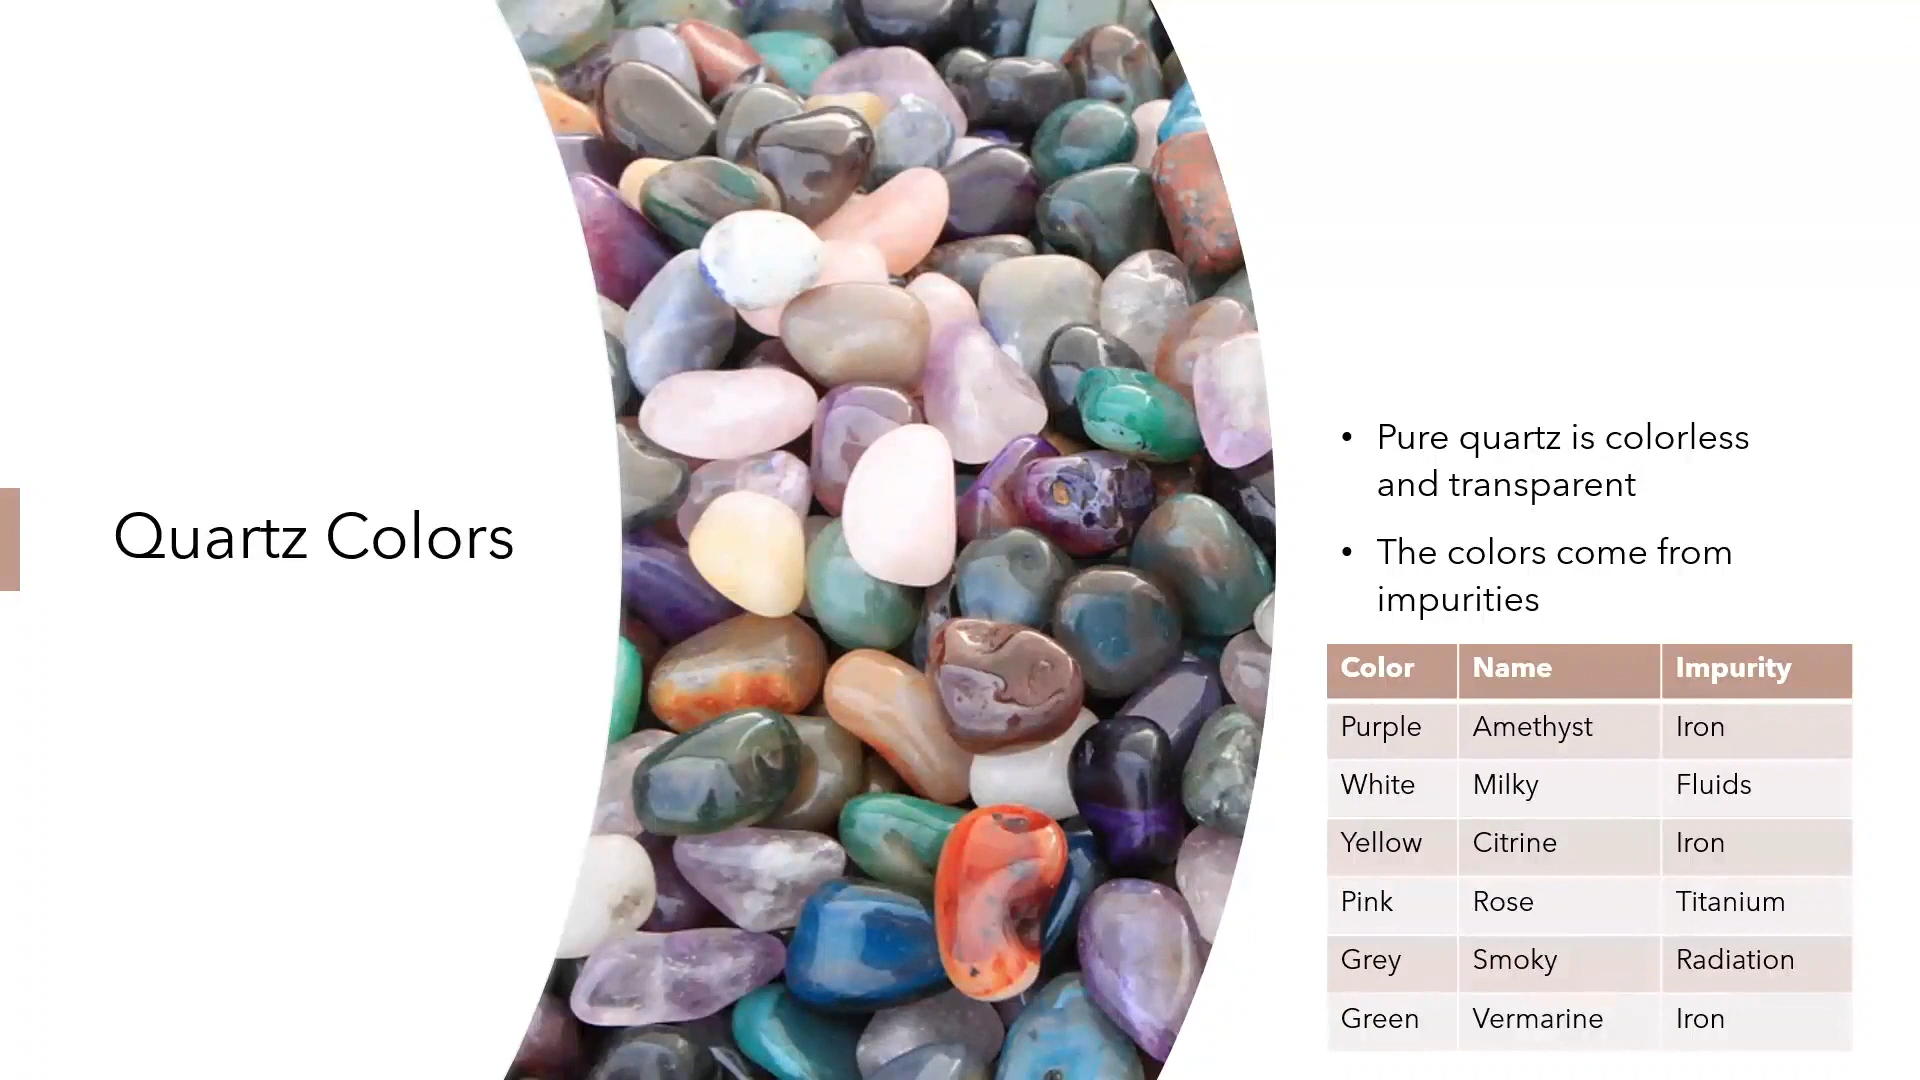 Quartz Colors
• Pure quartz is colorless
and transparent
• The colors come from
impurities
Color Name Impurity
Purple Amethyst Iron
White Milky Fluids
Yellow Citrine Iron
Pink Rose Titanium
Grey Smoky Radiation
Green Vermarine Iron